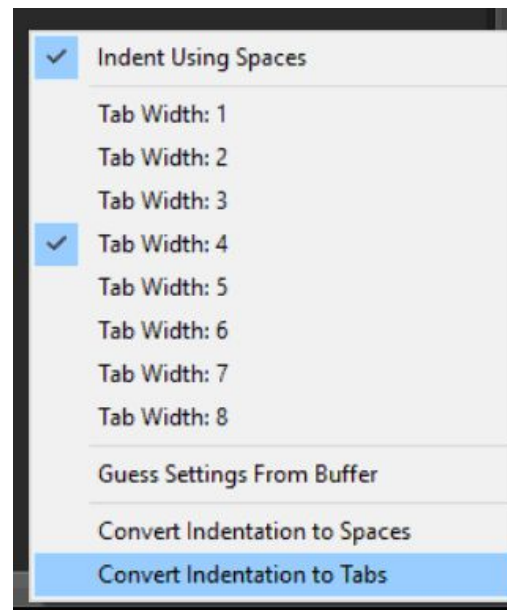 Indent Using Spaces
Tab Width: 1
Tab Width: 2
Tab Width: 3
Tab Width: 4
Tab Width: 5
Tab Width: 6
Tab Width: 7
Tab Width: 8
Guess Settings From Buffer
Convert Indentation to Spaces
Convert Indentation to Tabs